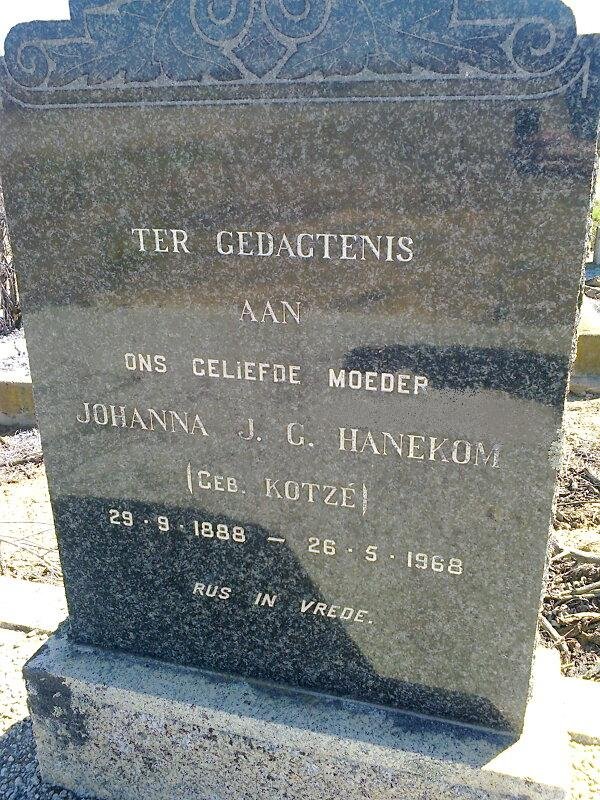 TER GEDAGTENIS
AAN
ONS GELIEFDE MOEDER
JOHANNA J. G. HANEKOM
(GEB. KOTZÉ)
29 · 9 · 1888 – 26 · 5 · 1968
RUS IN VREDE.